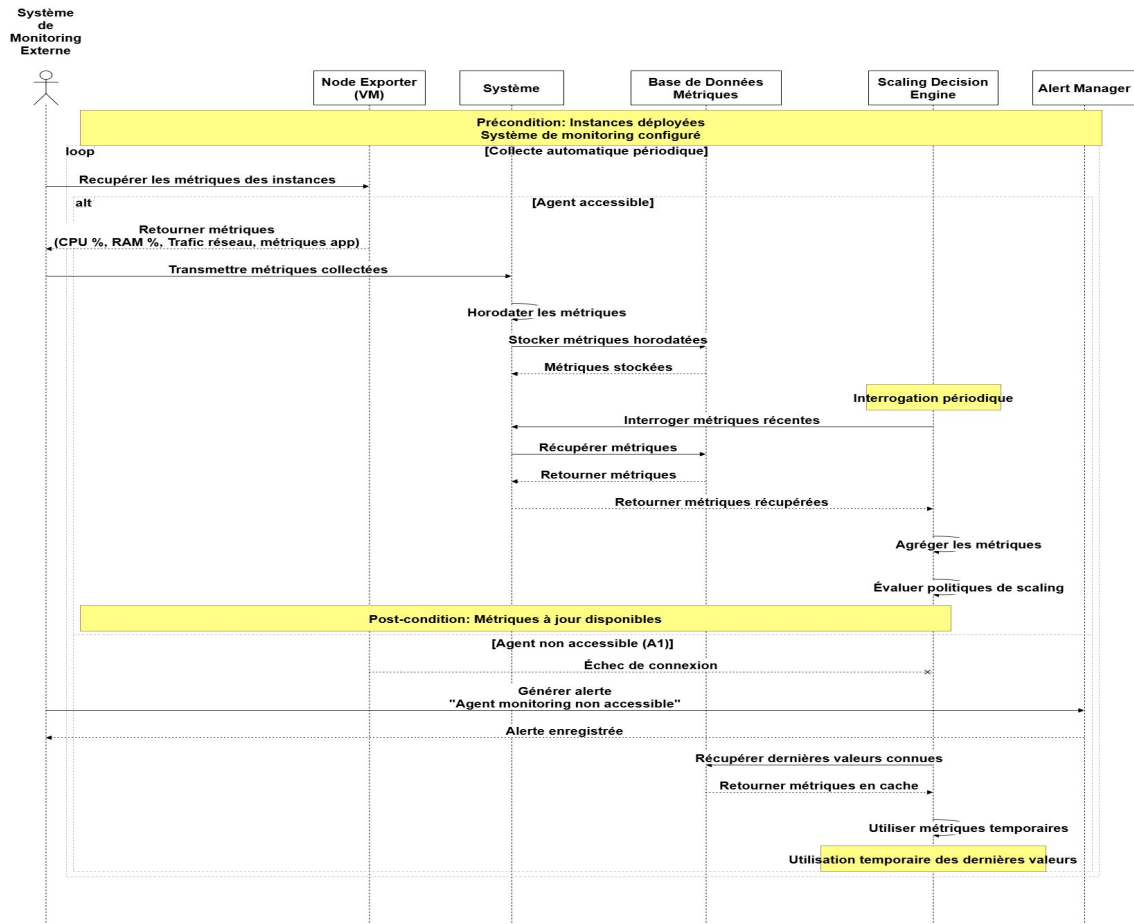 Système
de
Monitoring
Externe
Node Exporter
(VM)
Système
Base de Données
Métriques
Scaling Decision
Engine
Alert Manager
Précondition: Instances déployées
Système de monitoring configuré
loop
[Collecte automatique périodique]
Recupérer les métriques des instances
alt
[Agent accessible]
Retourner métriques
(CPU %, RAM %, Trafic réseau, métriques app)
Transmettre métriques collectées
Horodater les métriques
Stocker métriques horodatées
Métriques stockées
Interrogation périodique
Interroger métriques récentes
Récupérer métriques
Retourner métriques
Retourner métriques récupérées
Agréger les métriques
Évaluer politiques de scaling
Post-condition: Métriques à jour disponibles
[Agent non accessible (A1)]
Échec de connexion
Générer alerte
"Agent monitoring non accessible"
Alerte enregistrée
Récupérer dernières valeurs connues
Retourner métriques en cache
Utiliser métriques temporaires
Utilisation temporaire des dernières valeurs